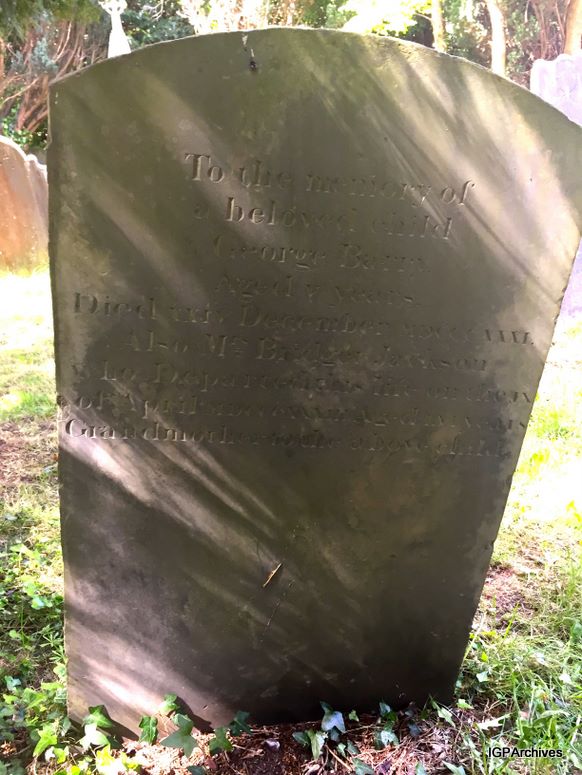 To the memory of
a beloved child
George Barry
Aged v years.
Died xxiv December
Also Mrs Bridget Jackson
who Departed this life on the
of April Aged years
Grandmother to the above child.
IGPArchives